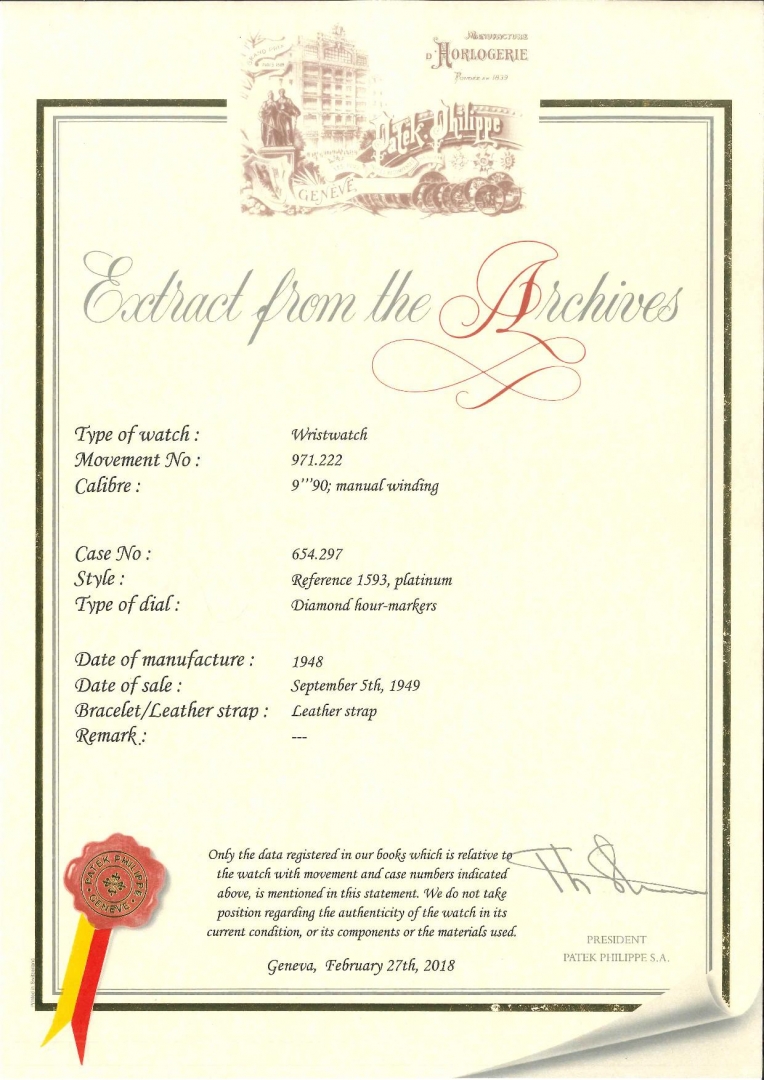 MANUFACTURE
D'HORLOGERIE
FONDÉE EN 1839
Patek. Philippe
GENÈVE.
Extract from the Archives
Type of watch : Wristwatch
Movement No : 971.222
Calibre : 9'''90; manual winding
Case No : 654.297
Style : Reference 1593, platinum
Type of dial : Diamond hour-markers
Date of manufacture : 1948
Date of sale : September 5th, 1949
Bracelet/Leather strap : Leather strap
Remark : ---
PATEK PHILIPPE
GENÈVE
Only the data registered in our books which is relative to
the watch with movement and case numbers indicated
above, is mentioned in this statement. We do not take
position regarding the authenticity of the watch in its
current condition, or its components or the materials used.
Geneva, February 27th, 2018
PRESIDENT
PATEK PHILIPPE S.A.